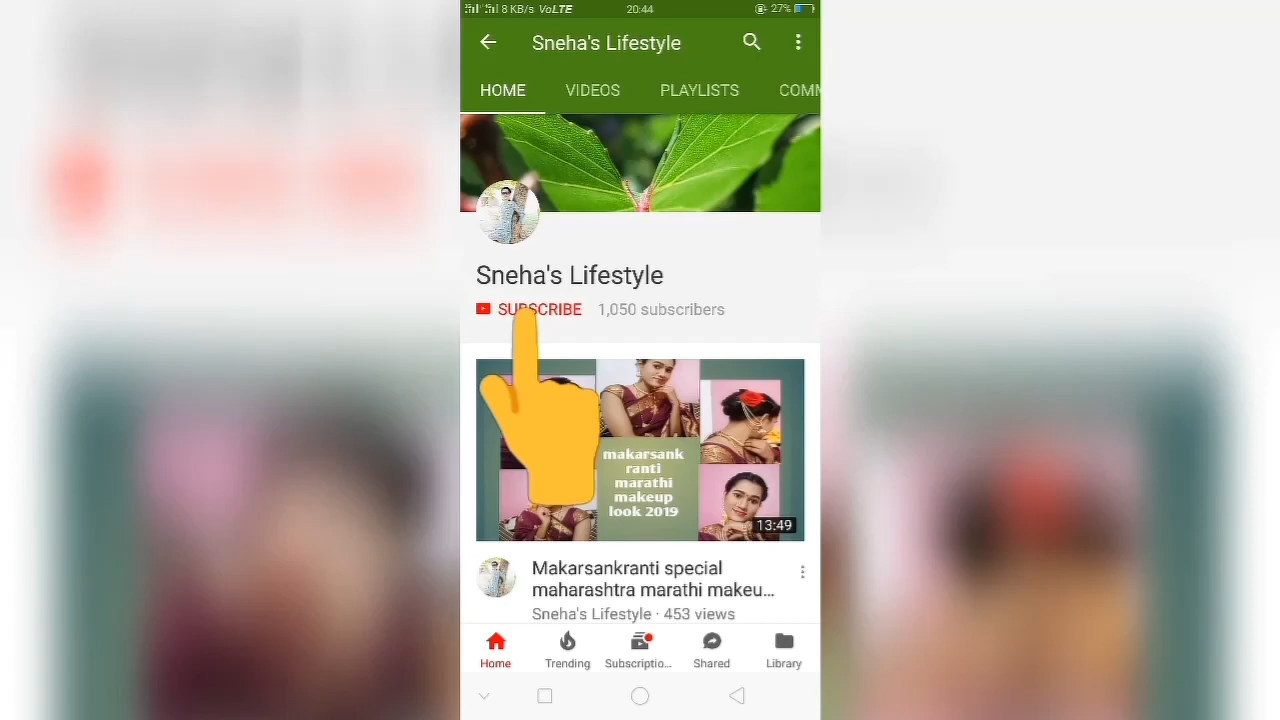 8 KB/s VoLTE 20:44 27%
Sneha's Lifestyle
HOME VIDEOS PLAYLISTS COMM
Sneha's Lifestyle
SUBSCRIBE 1,050 subscribers
makarsank
ranti
marathi
makeup
look 2019
13:49
Makarsankranti special
maharashtra marathi makeu...
Sneha's Lifestyle · 453 views
Home Trending Subscriptio... Shared Library